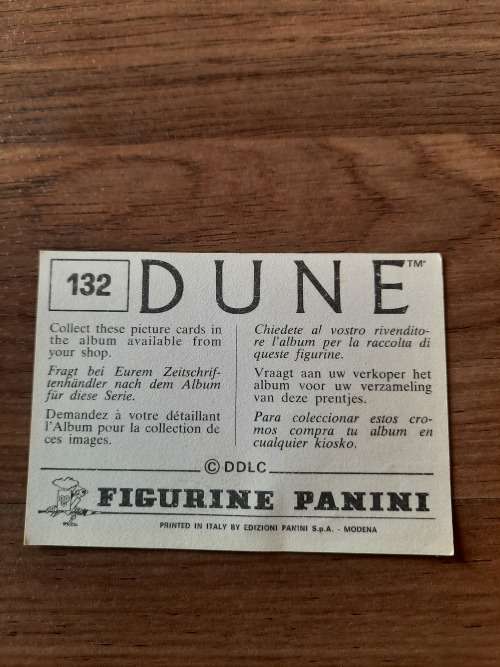 132
DUNE™
Collect these picture cards in
the album available from
your shop.
Fragt bei Eurem Zeitschrif-
tenhändler nach dem Album
für diese Serie.
Demandez à votre détaillant
l'Album pour la collection de
ces images.
Chiedete al vostro rivendito-
re l'album per la raccolta di
queste figurine.
Vraagt aan uw verkoper het
album voor uw verzameling
van deze prentjes.
Para coleccionar estos cro-
mos compra tu album en
cualquier kiosko.
© DDLC
FIGURINE PANINI
PRINTED IN ITALY BY EDIZIONI PANINI S.p.A. - MODENA